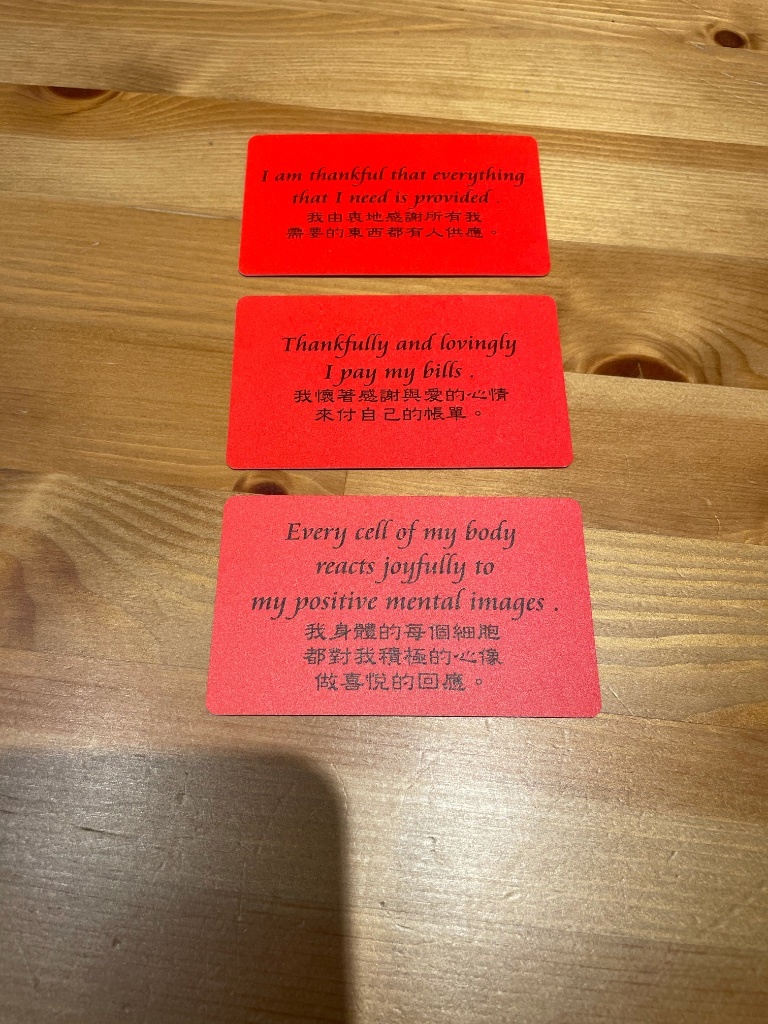 I am thankful that everything
that I need is provided .
我由衷地感謝所有我
需要的東西都有人供應。
Thankfully and lovingly
I pay my bills .
我懷著感謝與愛的心情
來付自己的帳單。
Every cell of my body
reacts joyfully to
my positive mental images .
我身體的每個細胞
都對我積極的心像
做喜悅的回應。